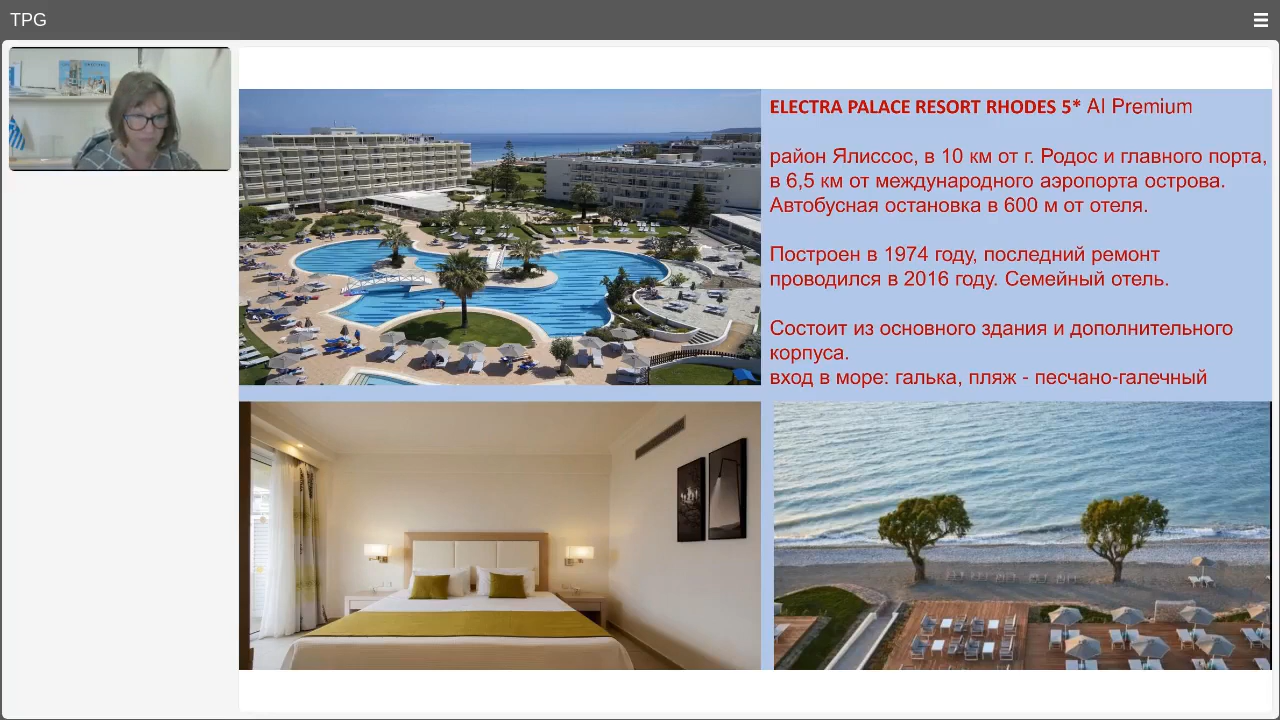 TPG
ELECTRA PALACE RESORT RHODES 5* AI Premium
район Ялиссос, в 10 км от г. Родос и главного порта,
в 6,5 км от международного аэропорта острова.
Автобусная остановка в 600 м от отеля.
Построен в 1974 году, последний ремонт
проводился в 2016 году. Семейный отель.
Состоит из основного здания и дополнительного
корпуса.
вход в море: галька, пляж - песчано-галечный